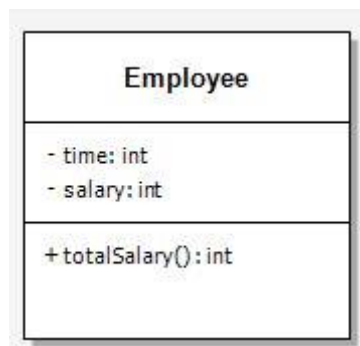 Employee
- time: int
- salary: int
+ totalSalary(): int